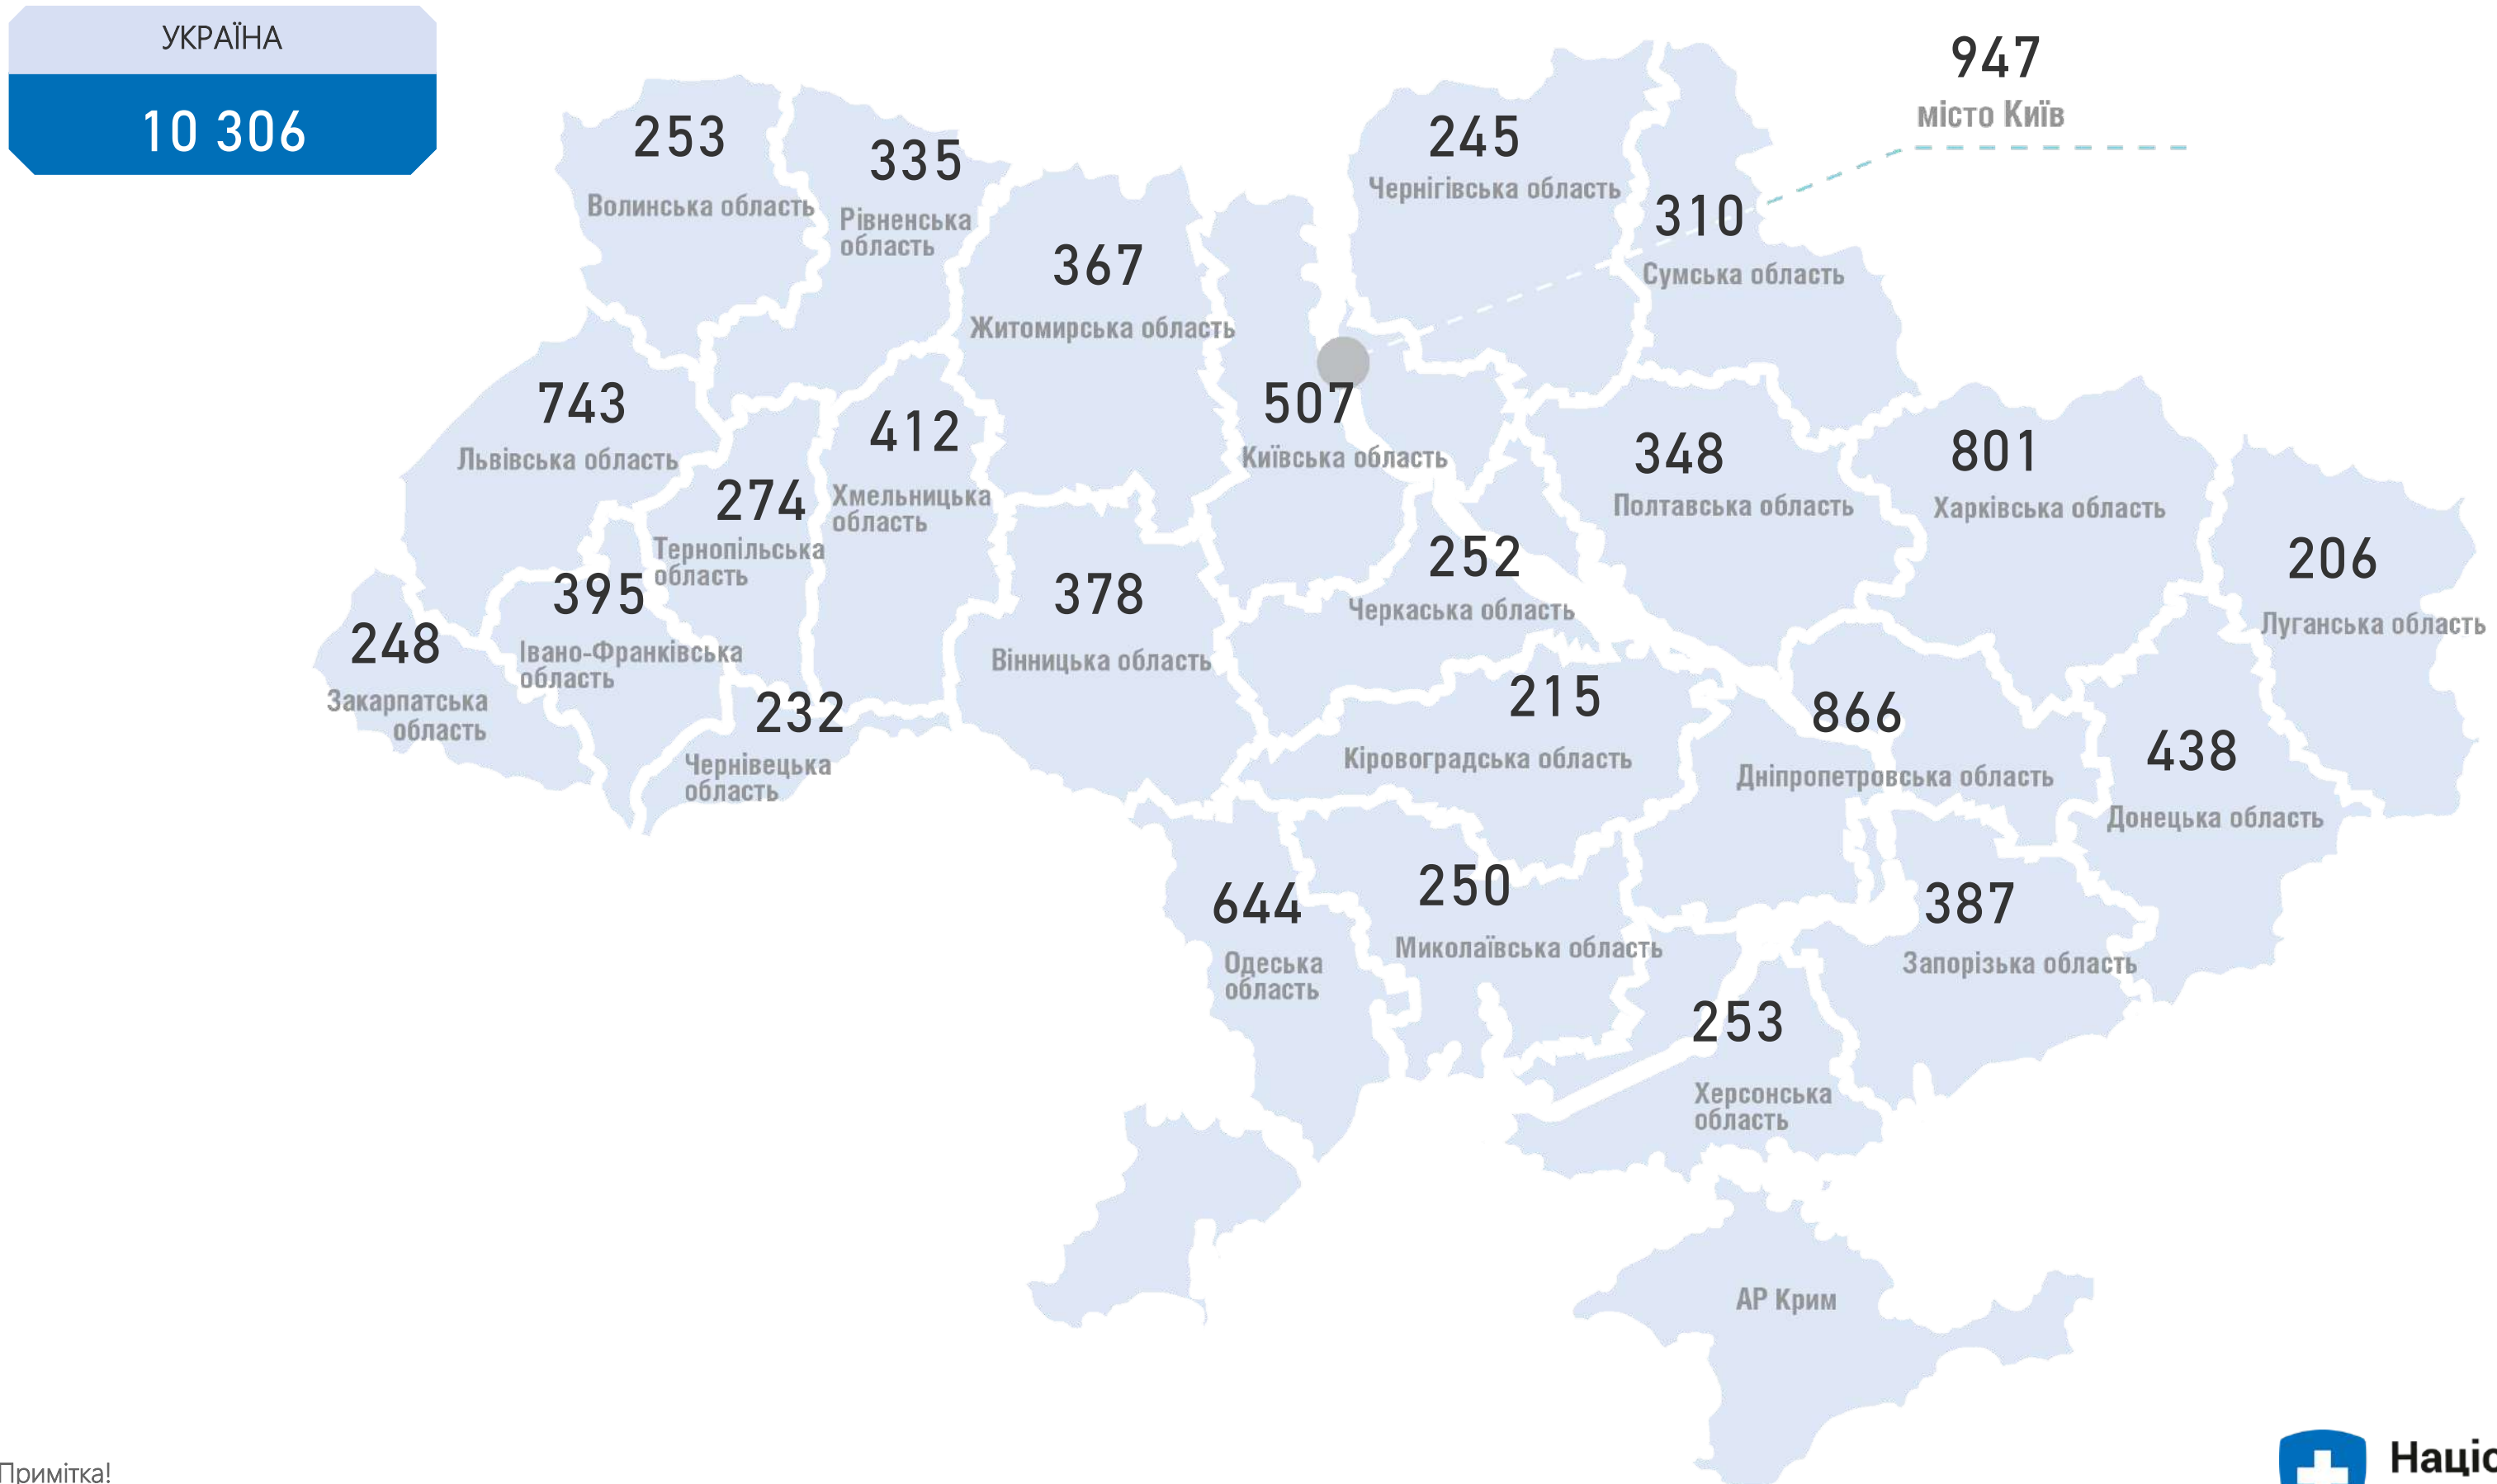 УКРАЇНА
10 306
947
місто Київ
253
Волинська область
335
Рівненська
область
245
Чернігівська область
310
Сумська область
367
Житомирська область
743
Львівська область
412
Хмельницька
область
507
Київська область
348
Полтавська область
801
Харківська область
274
Тернопільська
область
206
Луганська область
252
Черкаська область
395
Івано-Франківська
область
378
Вінницька область
248
Закарпатська
область
232
Чернівецька
область
215
Кіровоградська область
866
Дніпропетровська область
438
Донецька область
644
Одеська
область
250
Миколаївська область
387
Запорізька область
253
Херсонська
область
АР Крим
Примітка!
Націо